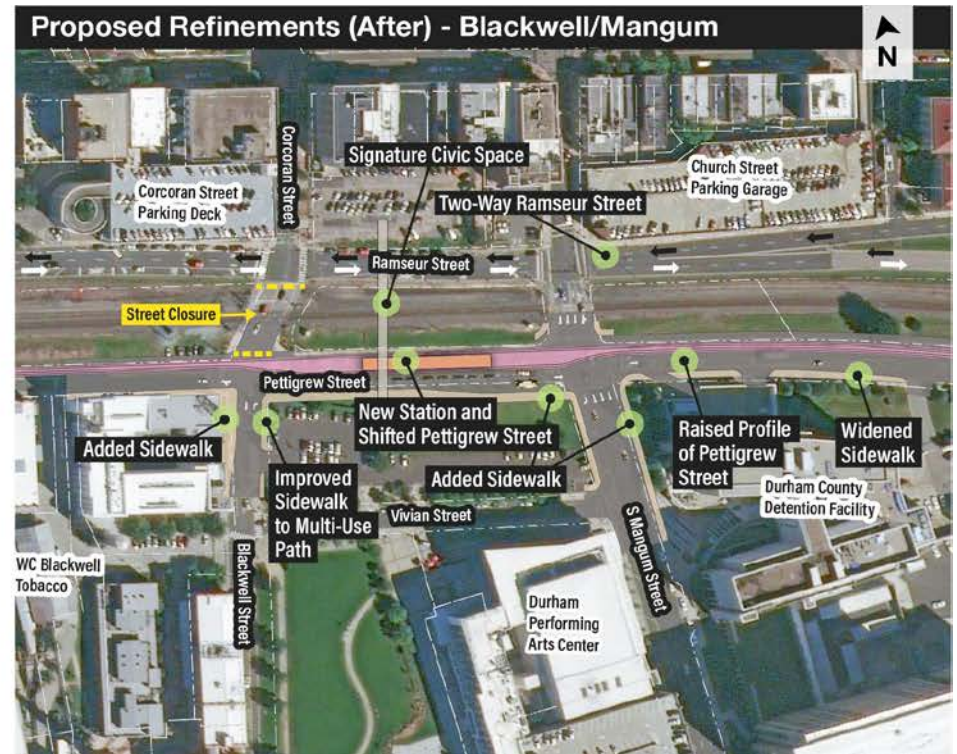 Proposed Refinements (After) - Blackwell/Mangum
N
Corcoran Street
Signature Civic Space
Church Street
Parking Garage
Corcoran Street
Parking Deck
Two-Way Ramseur Street
Ramseur Street
Street Closure
Pettigrew Street
New Station and
Shifted Pettigrew Street
Added Sidewalk
Improved
Sidewalk
to Multi-Use
Path
Added Sidewalk
Raised Profile
of Pettigrew
Street
Widened
Sidewalk
Durham County
Detention Facility
Vivian Street
S Mangum Street
Blackwell Street
WC Blackwell
Tobacco
Durham
Performing
Arts Center